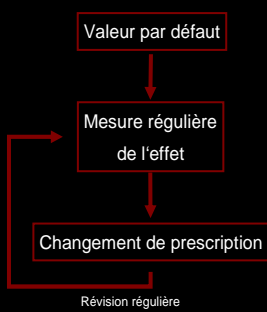 Valeur par défaut
Mesure régulière
de l‘effet
Changement de prescription
Révision régulière